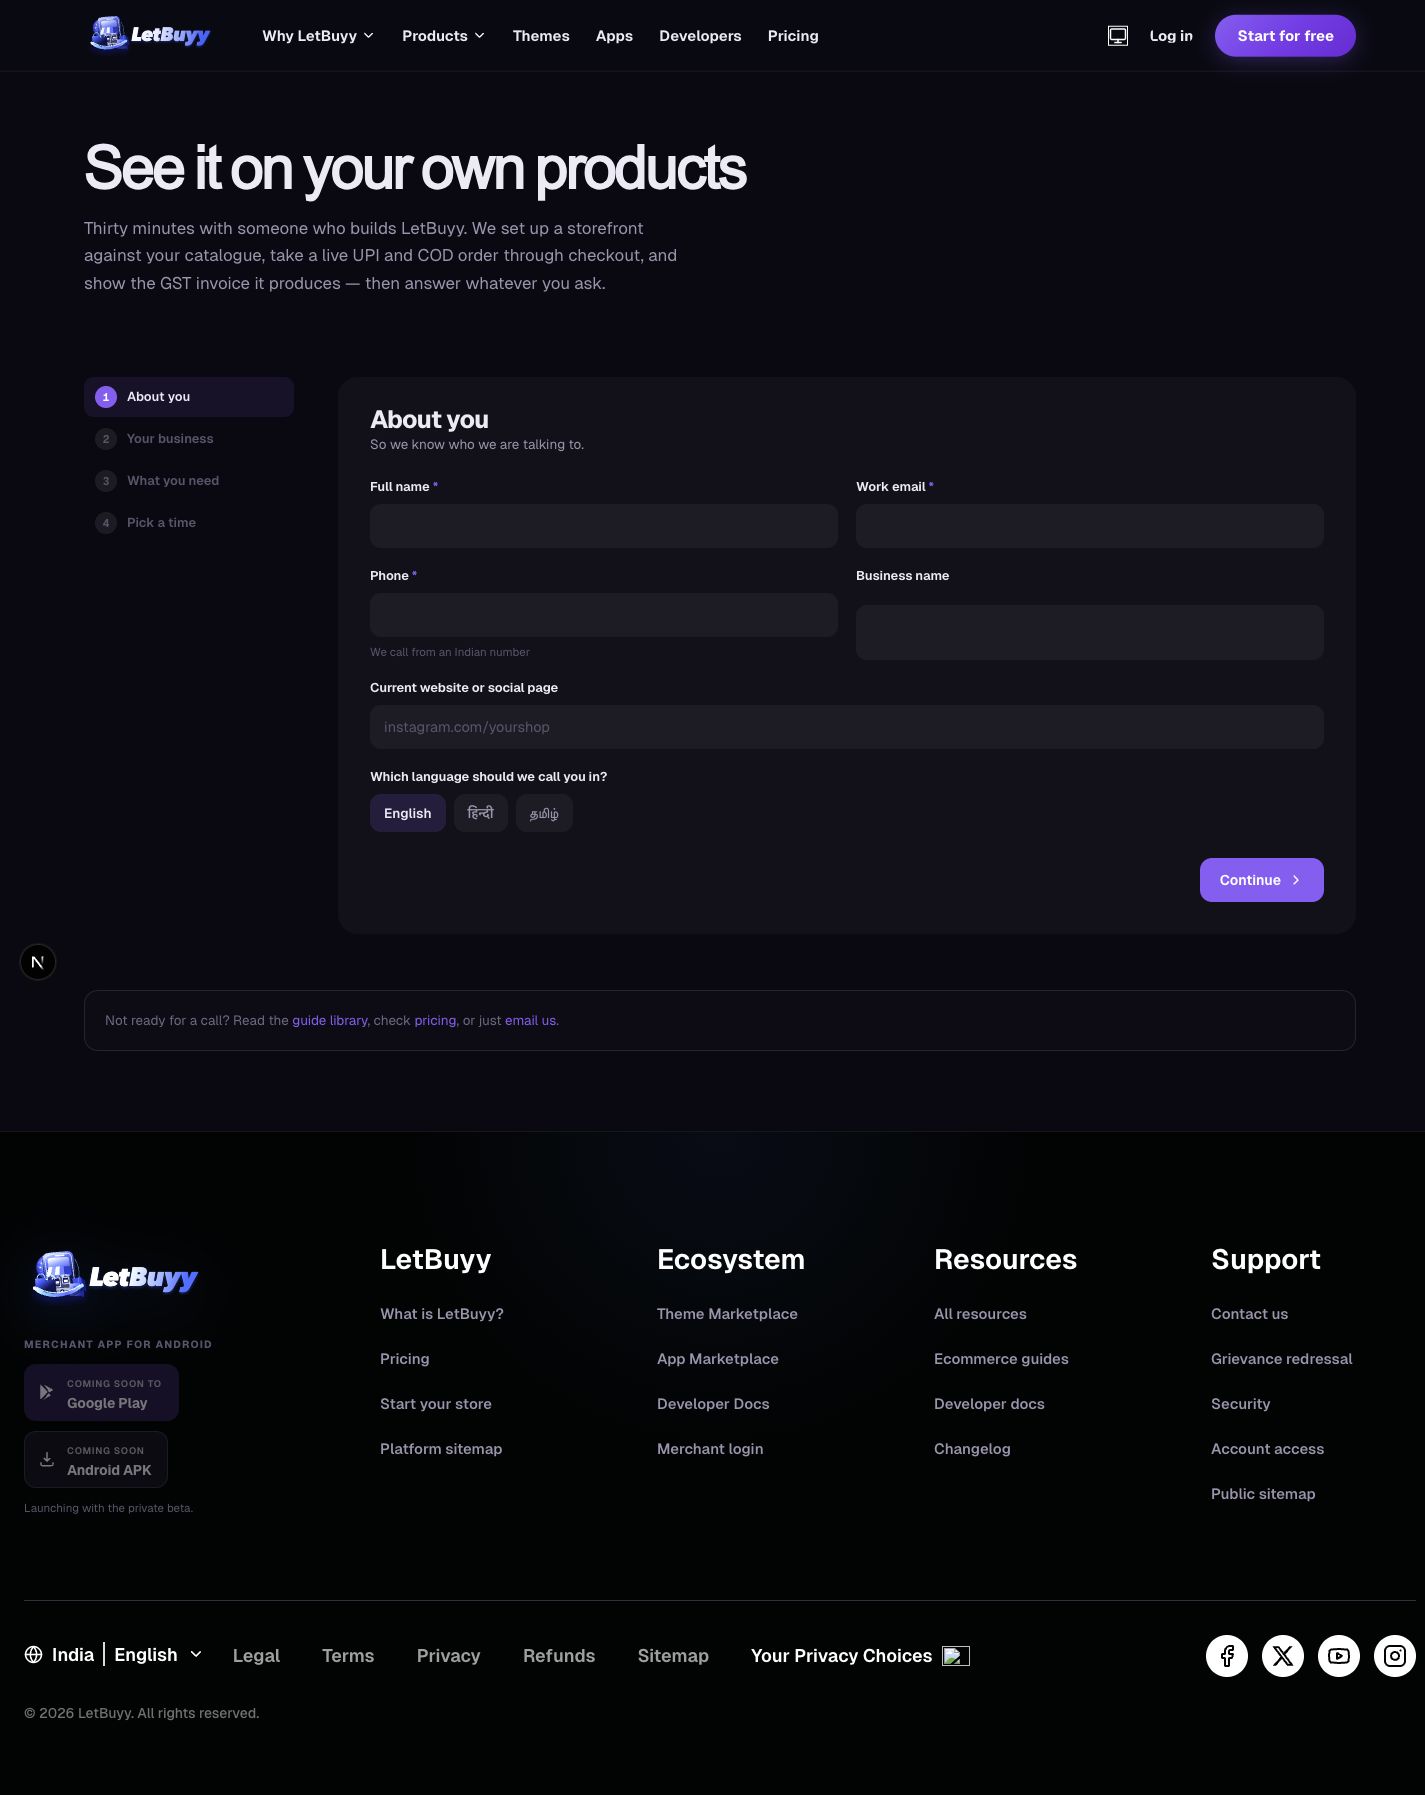 LetBuyy
Why LetBuyy
Products
Themes
Apps
Developers
Pricing
Log in
Start for free
See it on your own products
Thirty minutes with someone who builds LetBuyy. We set up a storefront
against your catalogue, take a live UPI and COD order through checkout, and
show the GST invoice it produces — then answer whatever you ask.
1 About you
2 Your business
3 What you need
4 Pick a time
About you
So we know who we are talking to.
Full name *
Work email *
Phone *
Business name
We call from an Indian number
Current website or social page
instagram.com/yourshop
Which language should we call you in?
English
हिन्दी
தமிழ்
Continue
N
Not ready for a call? Read the guide library, check pricing, or just email us.
LetBuyy
MERCHANT APP FOR ANDROID
COMING SOON TO
Google Play
COMING SOON
Android APK
Launching with the private beta.
LetBuyy
What is LetBuyy?
Pricing
Start your store
Platform sitemap
Ecosystem
Theme Marketplace
App Marketplace
Developer Docs
Merchant login
Resources
All resources
Ecommerce guides
Developer docs
Changelog
Support
Contact us
Grievance redressal
Security
Account access
Public sitemap
India | English
Legal
Terms
Privacy
Refunds
Sitemap
Your Privacy Choices
© 2026 LetBuyy. All rights reserved.